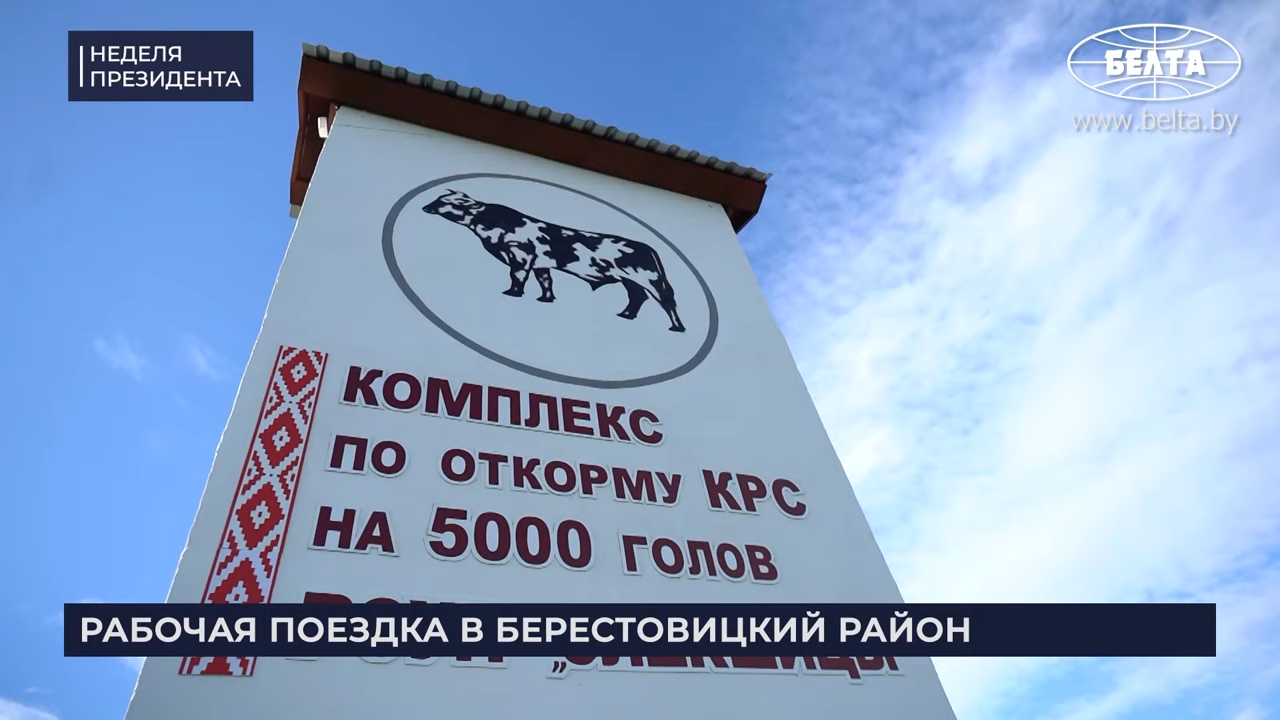 НЕДЕЛЯ
ПРЕЗИДЕНТА
БЕЛТА
www.belta.by
КОМПЛЕКС
ПО ОТКОРМУ КРС
НА 5000 ГОЛОВ
РАБОЧАЯ ПОЕЗДКА В БЕРЕСТОВИЦКИЙ РАЙОН